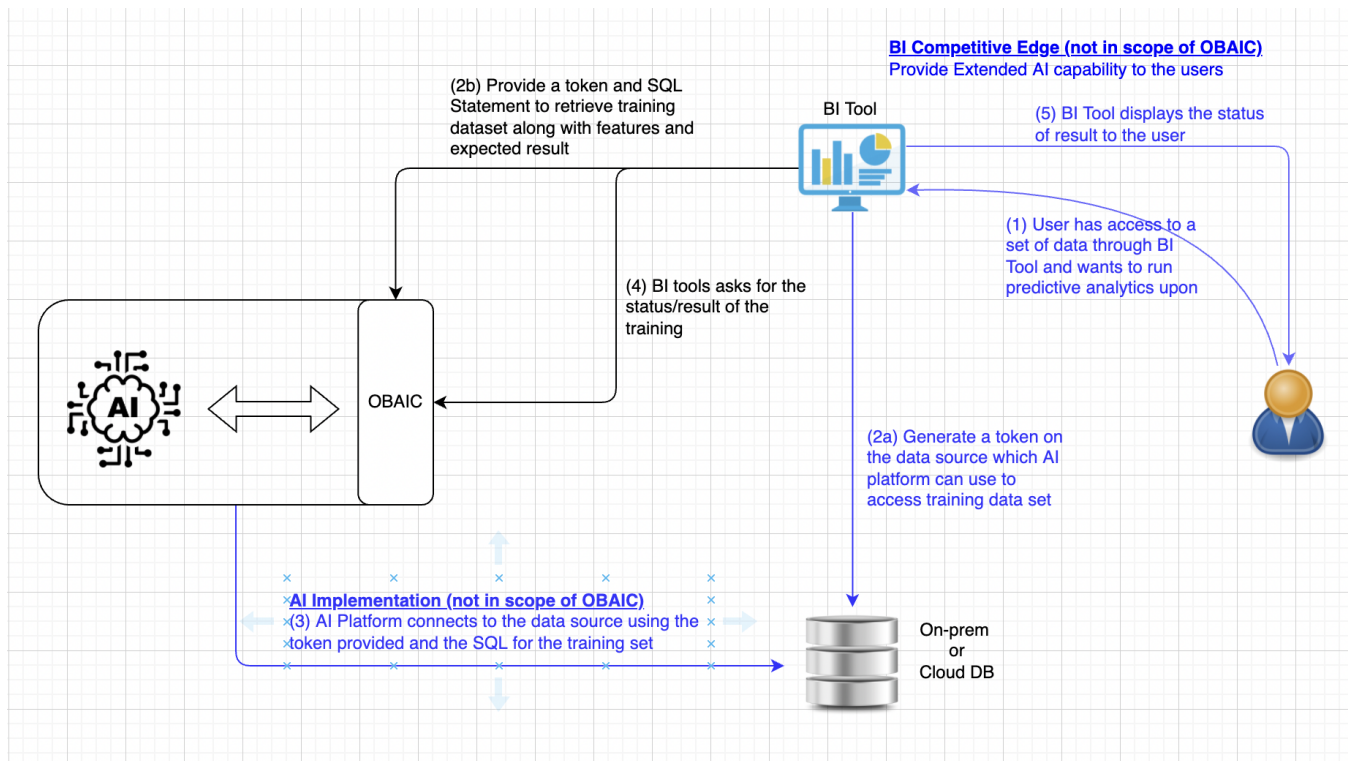 BI Competitive Edge (not in scope of OBAIC)
Provide Extended AI capability to the users
(2b) Provide a token and SQL
Statement to retrieve training
dataset along with features and
expected result
BI Tool
(5) BI Tool displays the status
of result to the user
(1) User has access to a
set of data through BI
Tool and wants to run
predictive analytics upon
(4) BI tools asks for the
status/result of the
training
AI
OBAIC
(2a) Generate a token on
the data source which AI
platform can use to
access training data set
AI Implementation (not in scope of OBAIC)
(3) AI Platform connects to the data source using the
token provided and the SQL for the training set
On-prem
or
Cloud DB